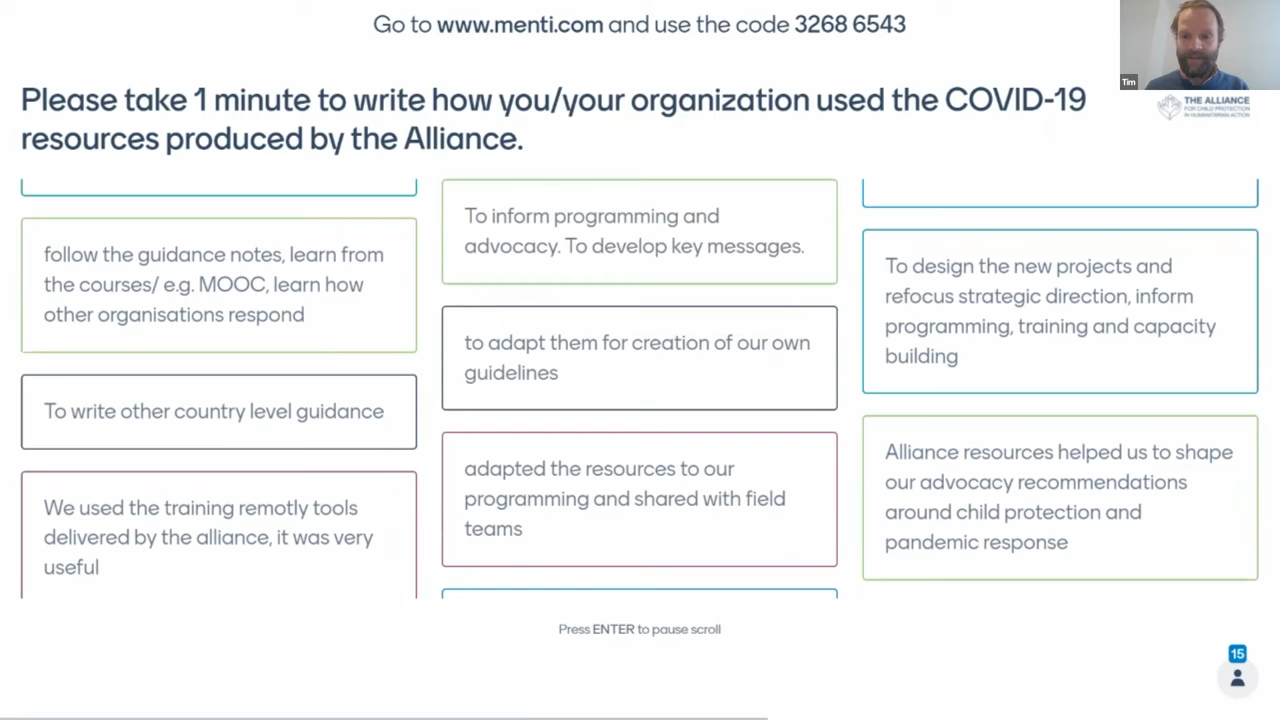 Go to www.menti.com and use the code 3268 6543
Tim
Please take 1 minute to write how you/your organization used the COVID-19
resources produced by the Alliance.
THE ALLIANCE
FOR CHILD PROTECTION
IN HUMANITARIAN ACTION
follow the guidance notes, learn from
the courses/ e.g. MOOC, learn how
other organisations respond
To write other country level guidance
We used the training remotly tools
delivered by the alliance, it was very
useful
To inform programming and
advocacy. To develop key messages.
to adapt them for creation of our own
guidelines
adapted the resources to our
programming and shared with field
teams
To design the new projects and
refocus strategic direction, inform
programming, training and capacity
building
Alliance resources helped us to shape
our advocacy recommendations
around child protection and
pandemic response
Press ENTER to pause scroll
15